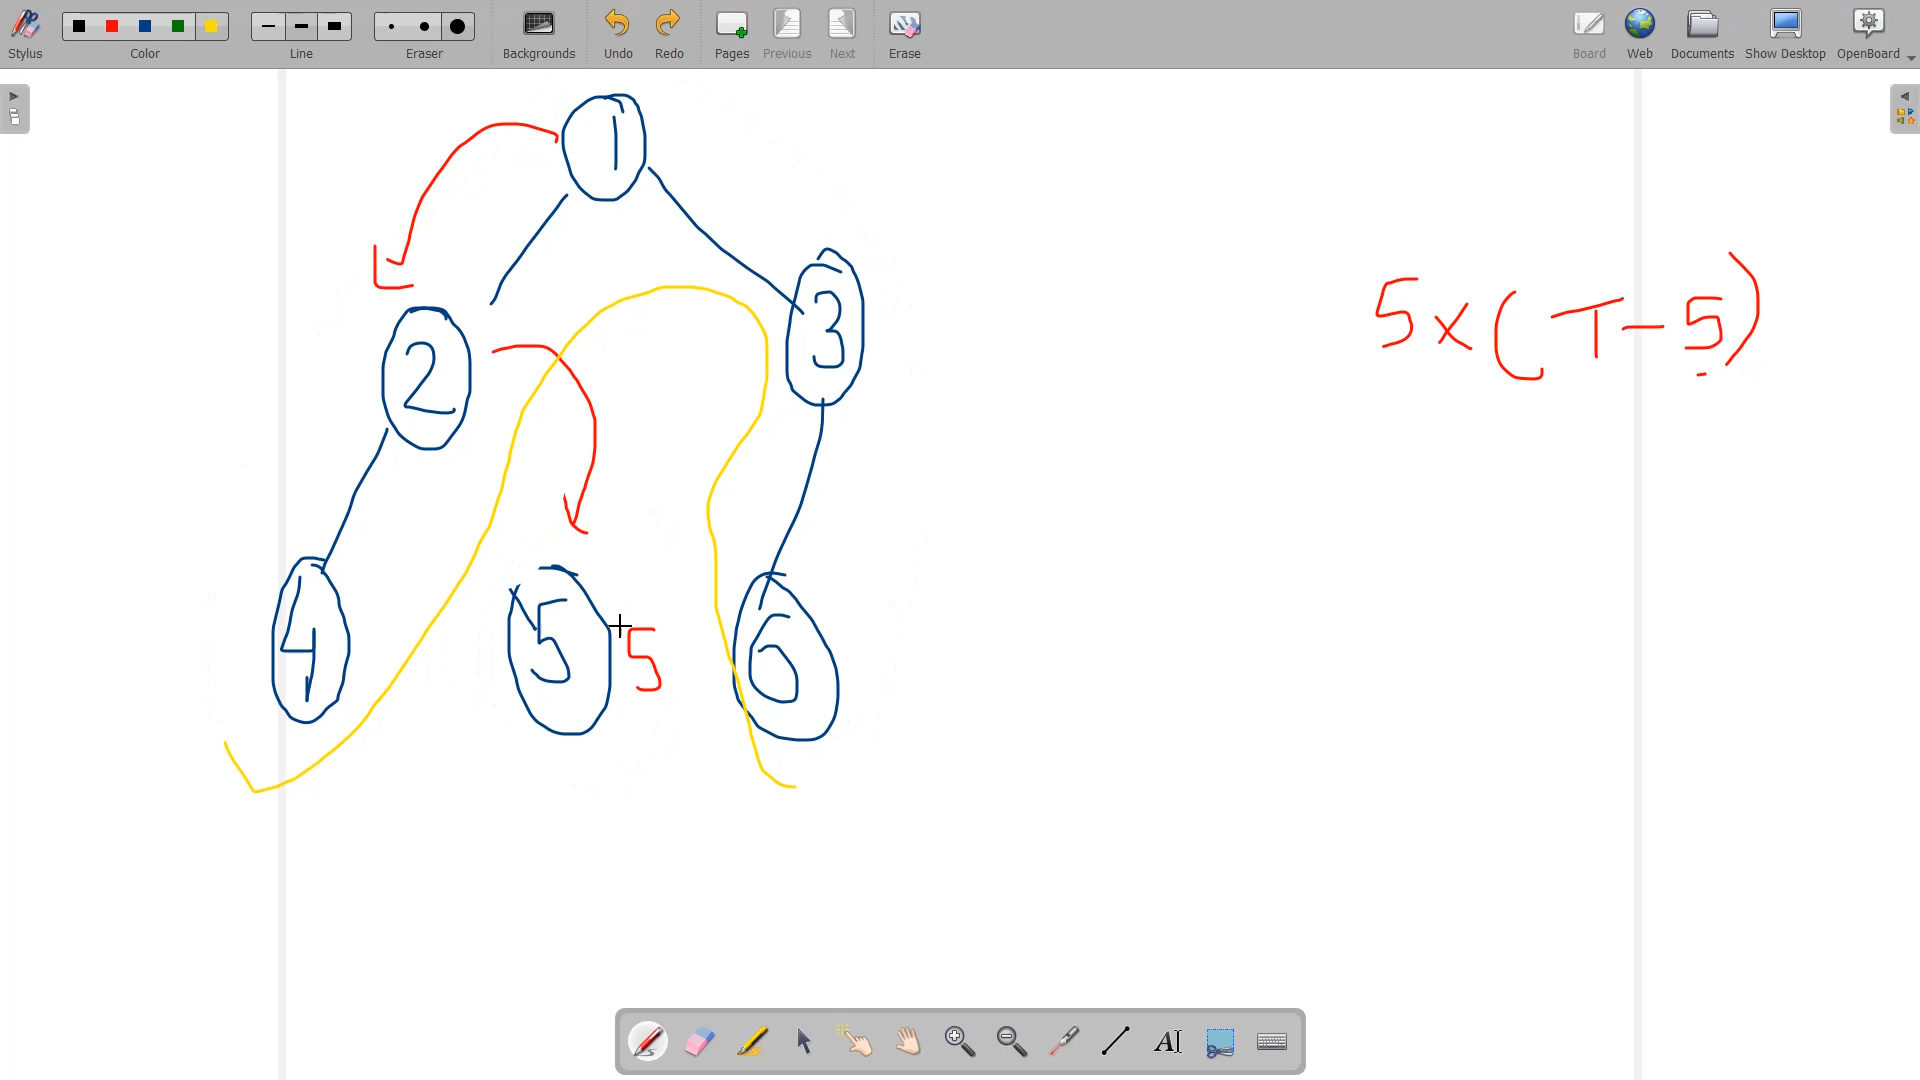 Stylus Color Line Eraser Backgrounds Undo Redo Pages Previous Next Erase Board Web Documents Show Desktop OpenBoard
1
2
3
5x(T-5)
4
5
5
6
AI